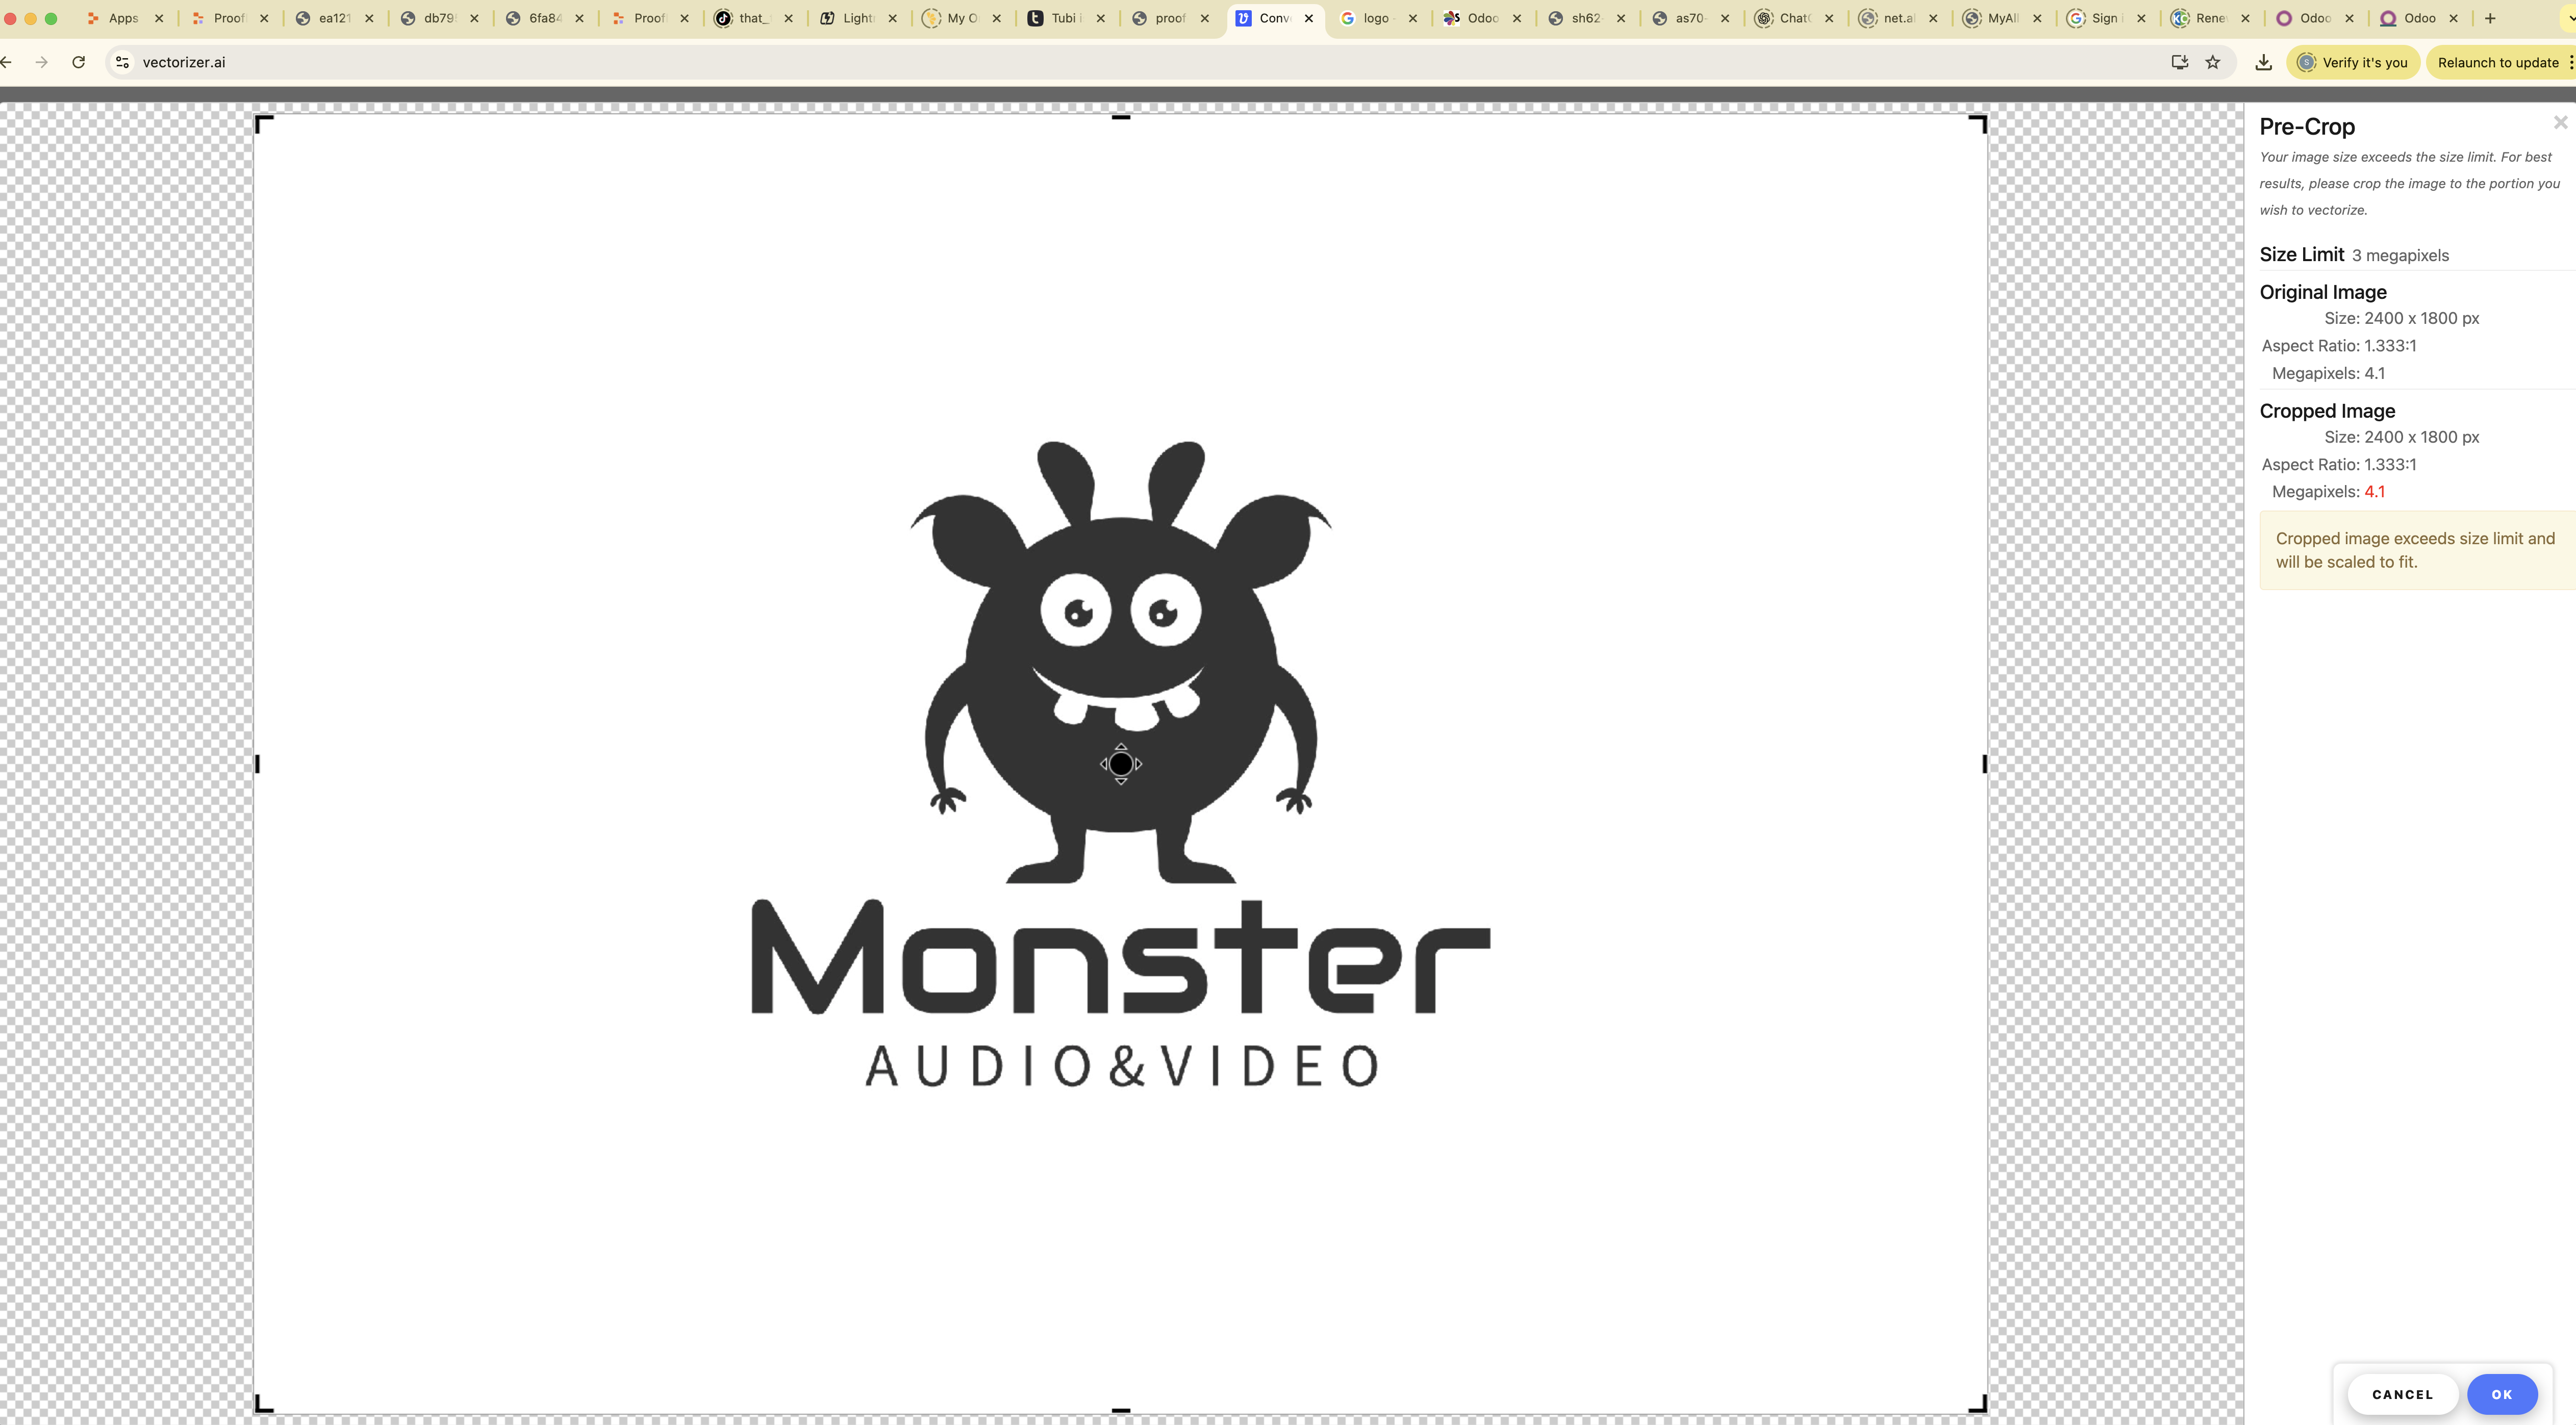 Apps
Proof
ea121
db795
6fa84
Proof
that_
Light
My O
Tubi i
proof
Conv
logo -
Odoo
sh62-
as70-
Chat
net.a
MyAll
Sign i
Rene
Odoo
Odoo
vectorizer.ai
Verify it's you
Relaunch to update
Pre-Crop
Your image size exceeds the size limit. For best
results, please crop the image to the portion you
wish to vectorize.
Size Limit 3 megapixels
Original Image
Size: 2400 x 1800 px
Aspect Ratio: 1.333:1
Megapixels: 4.1
Cropped Image
Size: 2400 x 1800 px
Aspect Ratio: 1.333:1
Megapixels: 4.1
Cropped image exceeds size limit and
will be scaled to fit.
Monster
AUDIO&VIDEO
CANCEL
OK